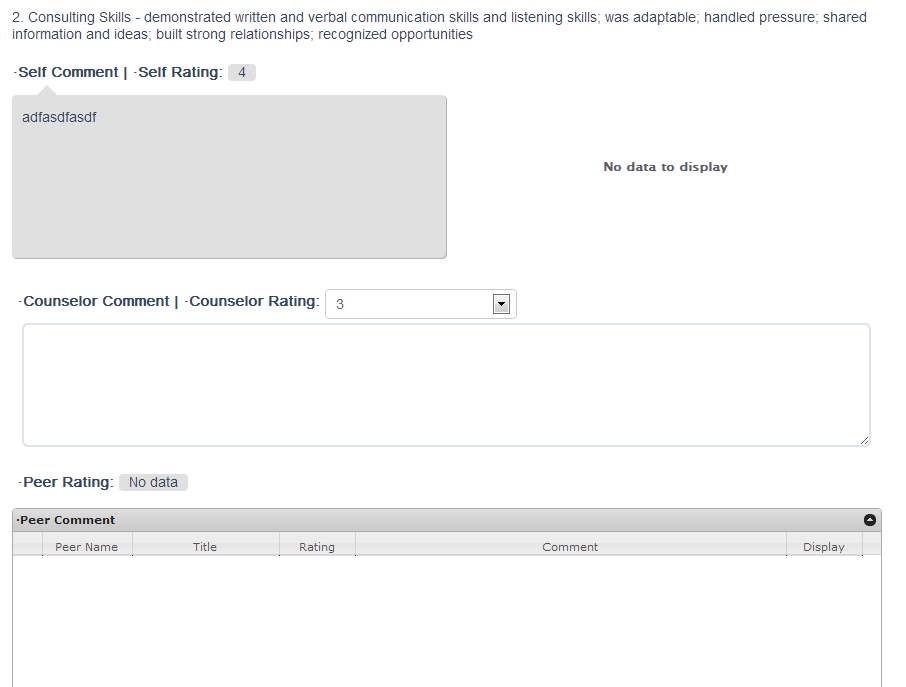 2. Consulting Skills - demonstrated written and verbal communication skills and listening skills; was adaptable; handled pressure; shared
information and ideas; built strong relationships; recognized opportunities
·Self Comment | ·Self Rating: 4
adfasdfasdf
No data to display
·Counselor Comment | ·Counselor Rating: 3
·Peer Rating: No data
·Peer Comment
Peer Name Title Rating Comment Display